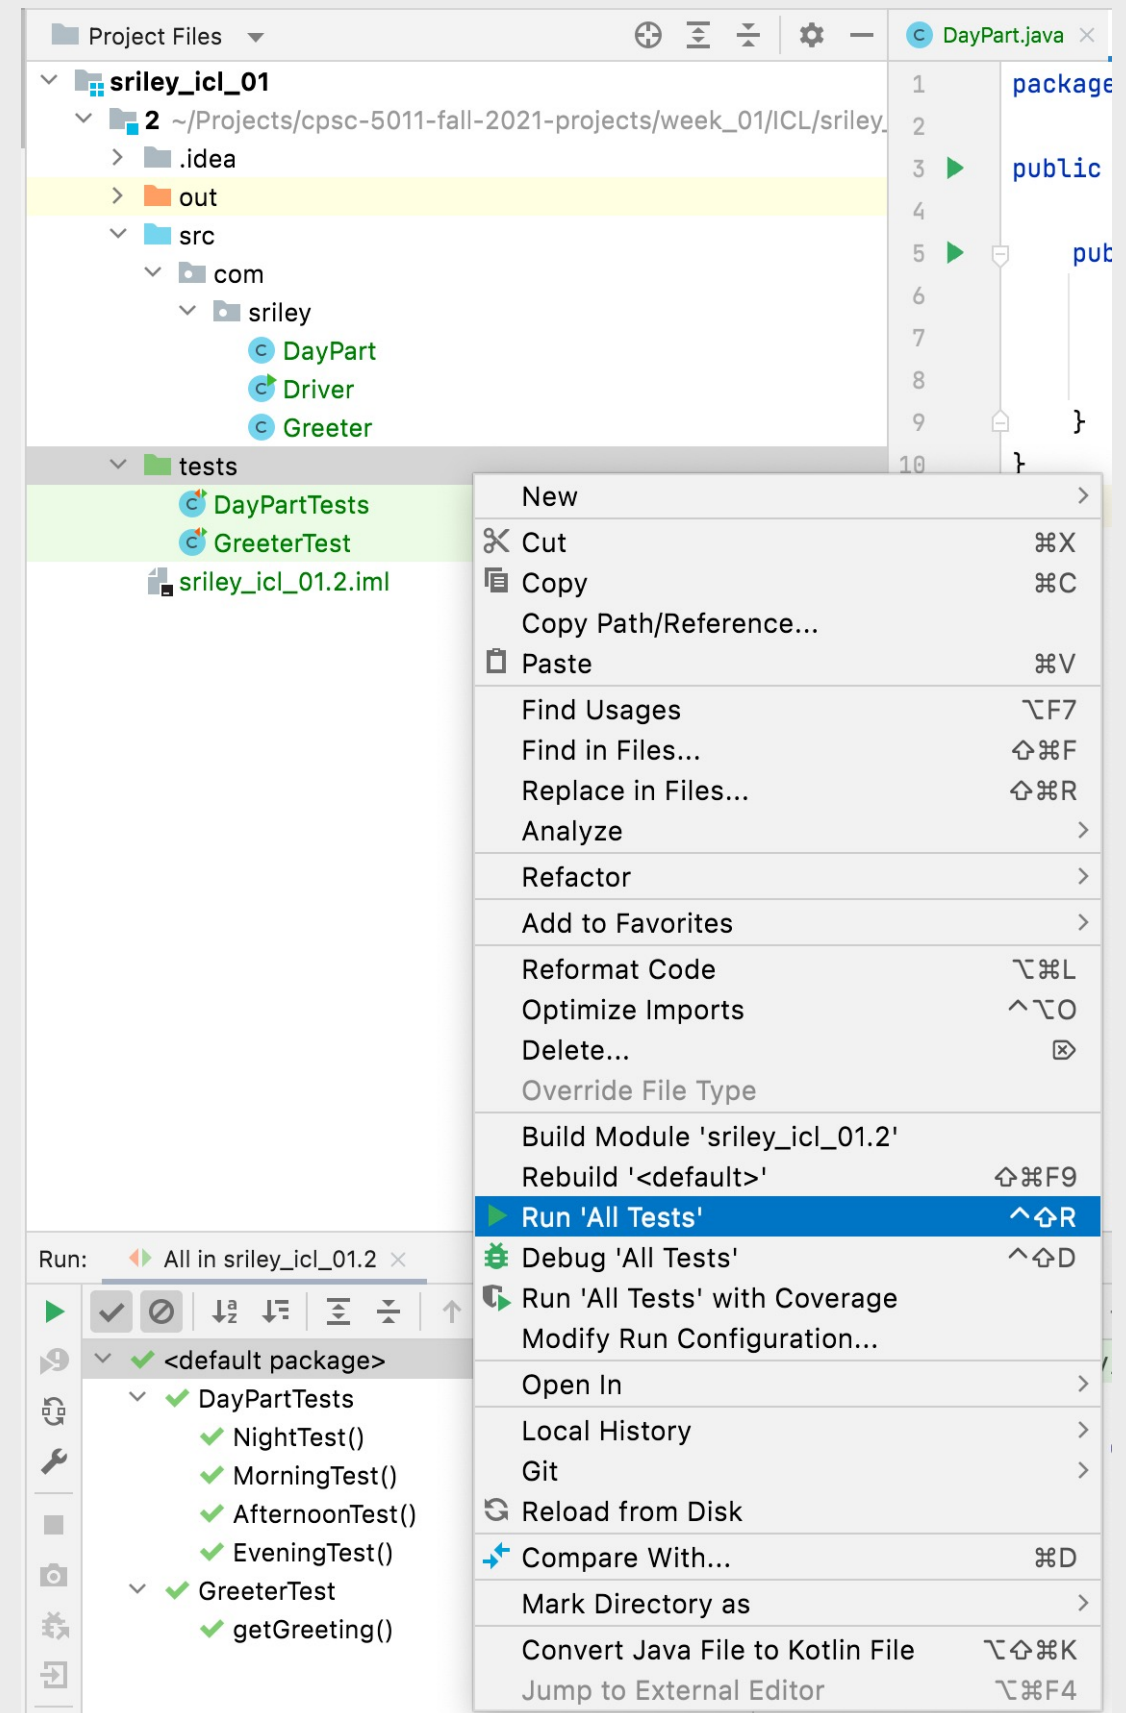 Project Files
DayPart.java
sriley_icl_01
2 ~/Projects/cpsc-5011-fall-2021-projects/week_01/ICL/sriley_
.idea
out
src
com
sriley
DayPart
Driver
Greeter
tests
DayPartTests
GreeterTest
sriley_icl_01.2.iml
1 package
2
3 public
4
5 pub
6
7
8
9 }
10 }
New
Cut ⌘X
Copy ⌘C
Copy Path/Reference...
Paste ⌘V
Find Usages ⌥F7
Find in Files... ⇧⌘F
Replace in Files... ⇧⌘R
Analyze
Refactor
Add to Favorites
Reformat Code ⌥⌘L
Optimize Imports ^⌥O
Delete... ⌦
Override File Type
Build Module 'sriley_icl_01.2'
Rebuild '<default>' ⇧⌘F9
Run 'All Tests' ^⇧R
Debug 'All Tests' ^⇧D
Run 'All Tests' with Coverage
Modify Run Configuration...
Open In
Local History
Git
Reload from Disk
Compare With... ⌘D
Mark Directory as
Convert Java File to Kotlin File ⌥⇧⌘K
Jump to External Editor ⌥⌘F4
Run: All in sriley_icl_01.2
<default package>
DayPartTests
NightTest()
MorningTest()
AfternoonTest()
EveningTest()
GreeterTest
getGreeting()